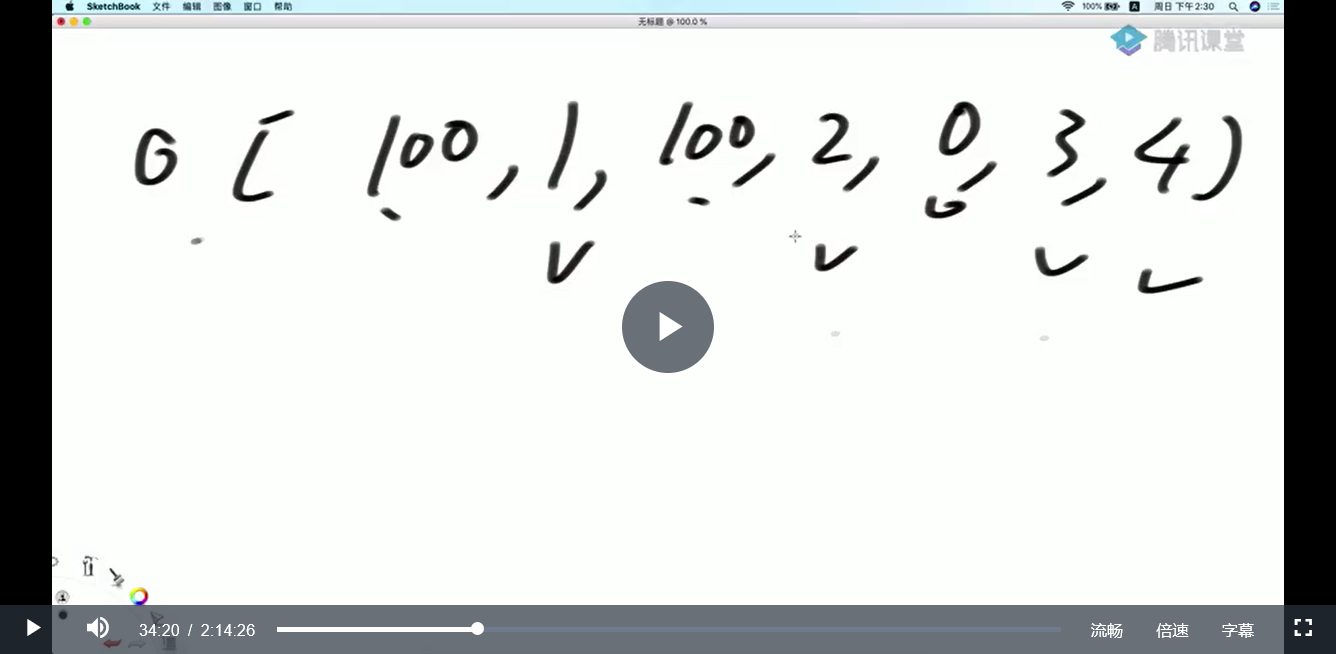 SketchBook 文件 编辑 图像 窗口 帮助 100% A 周日 下午2:30
无标题 @ 100.0 %
腾讯课堂
G [ 100, 1, 100, 2, 0, 3, 4)
34:20 / 2:14:26 流畅 倍速 字幕